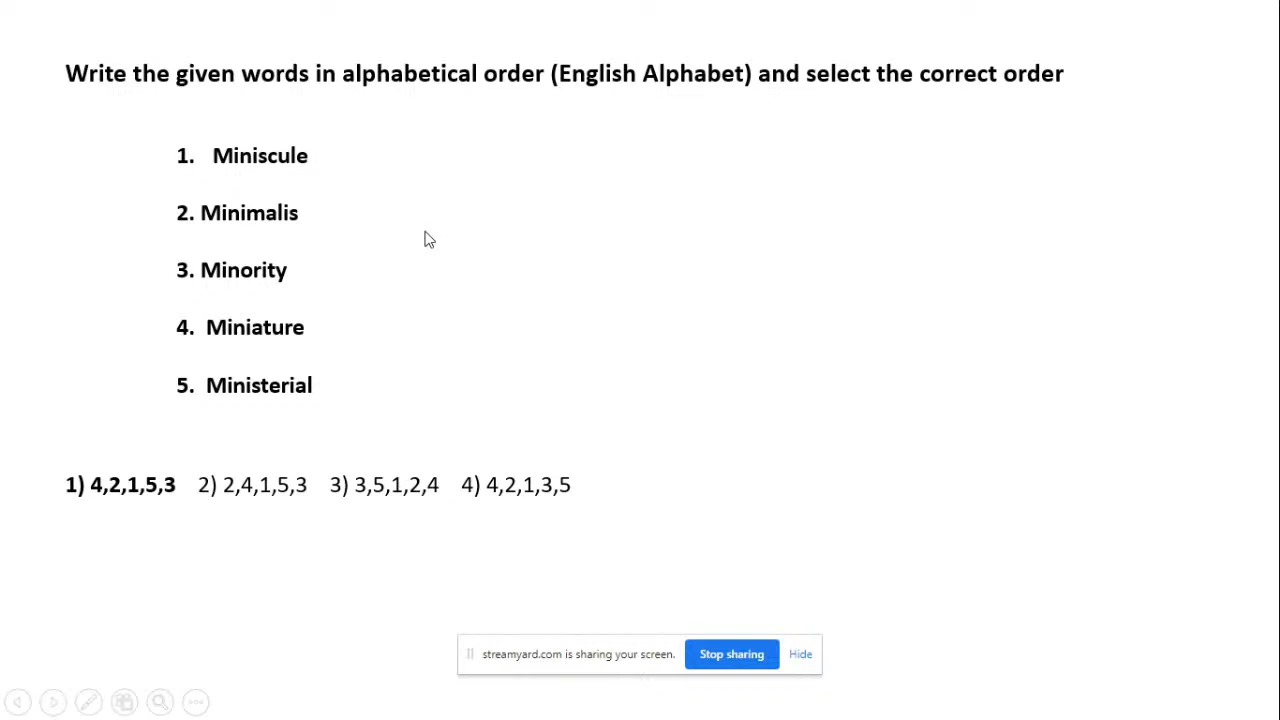 Write the given words in alphabetical order (English Alphabet) and select the correct order
1. Miniscule
2. Minimalis
3. Minority
4. Miniature
5. Ministerial
1) 4,2,1,5,3 2) 2,4,1,5,3 3) 3,5,1,2,4 4) 4,2,1,3,5
streamyard.com is sharing your screen. Stop sharing Hide